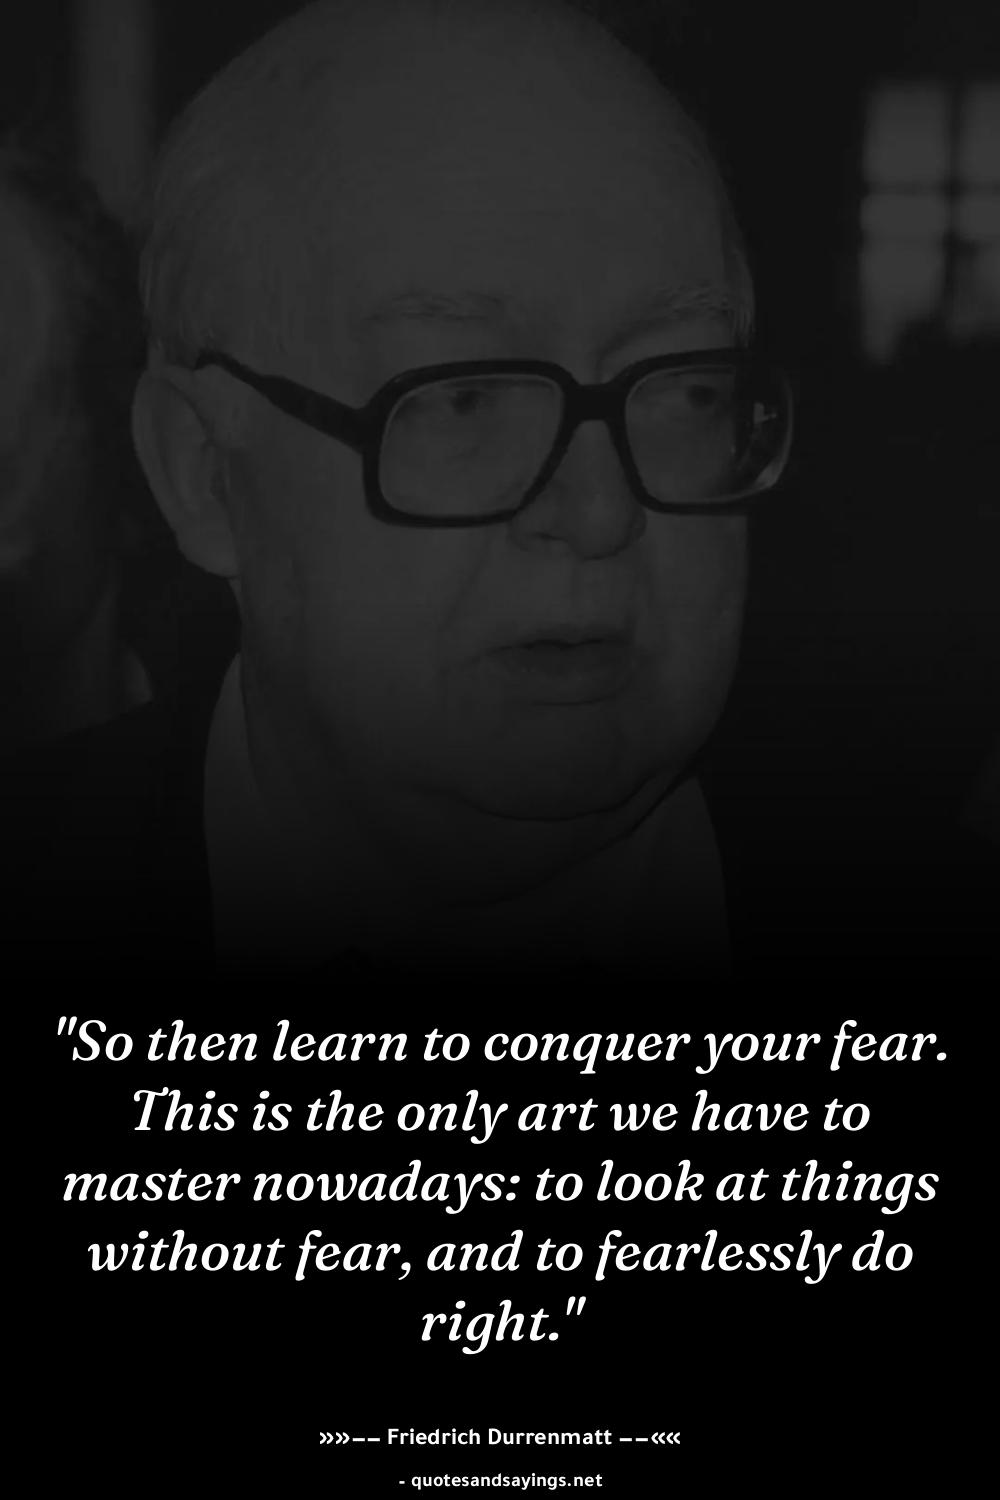 "So then learn to conquer your fear.
This is the only art we have to
master nowadays: to look at things
without fear, and to fearlessly do
right."
»»−− Friedrich Durrenmatt −−««
- quotesandsayings.net